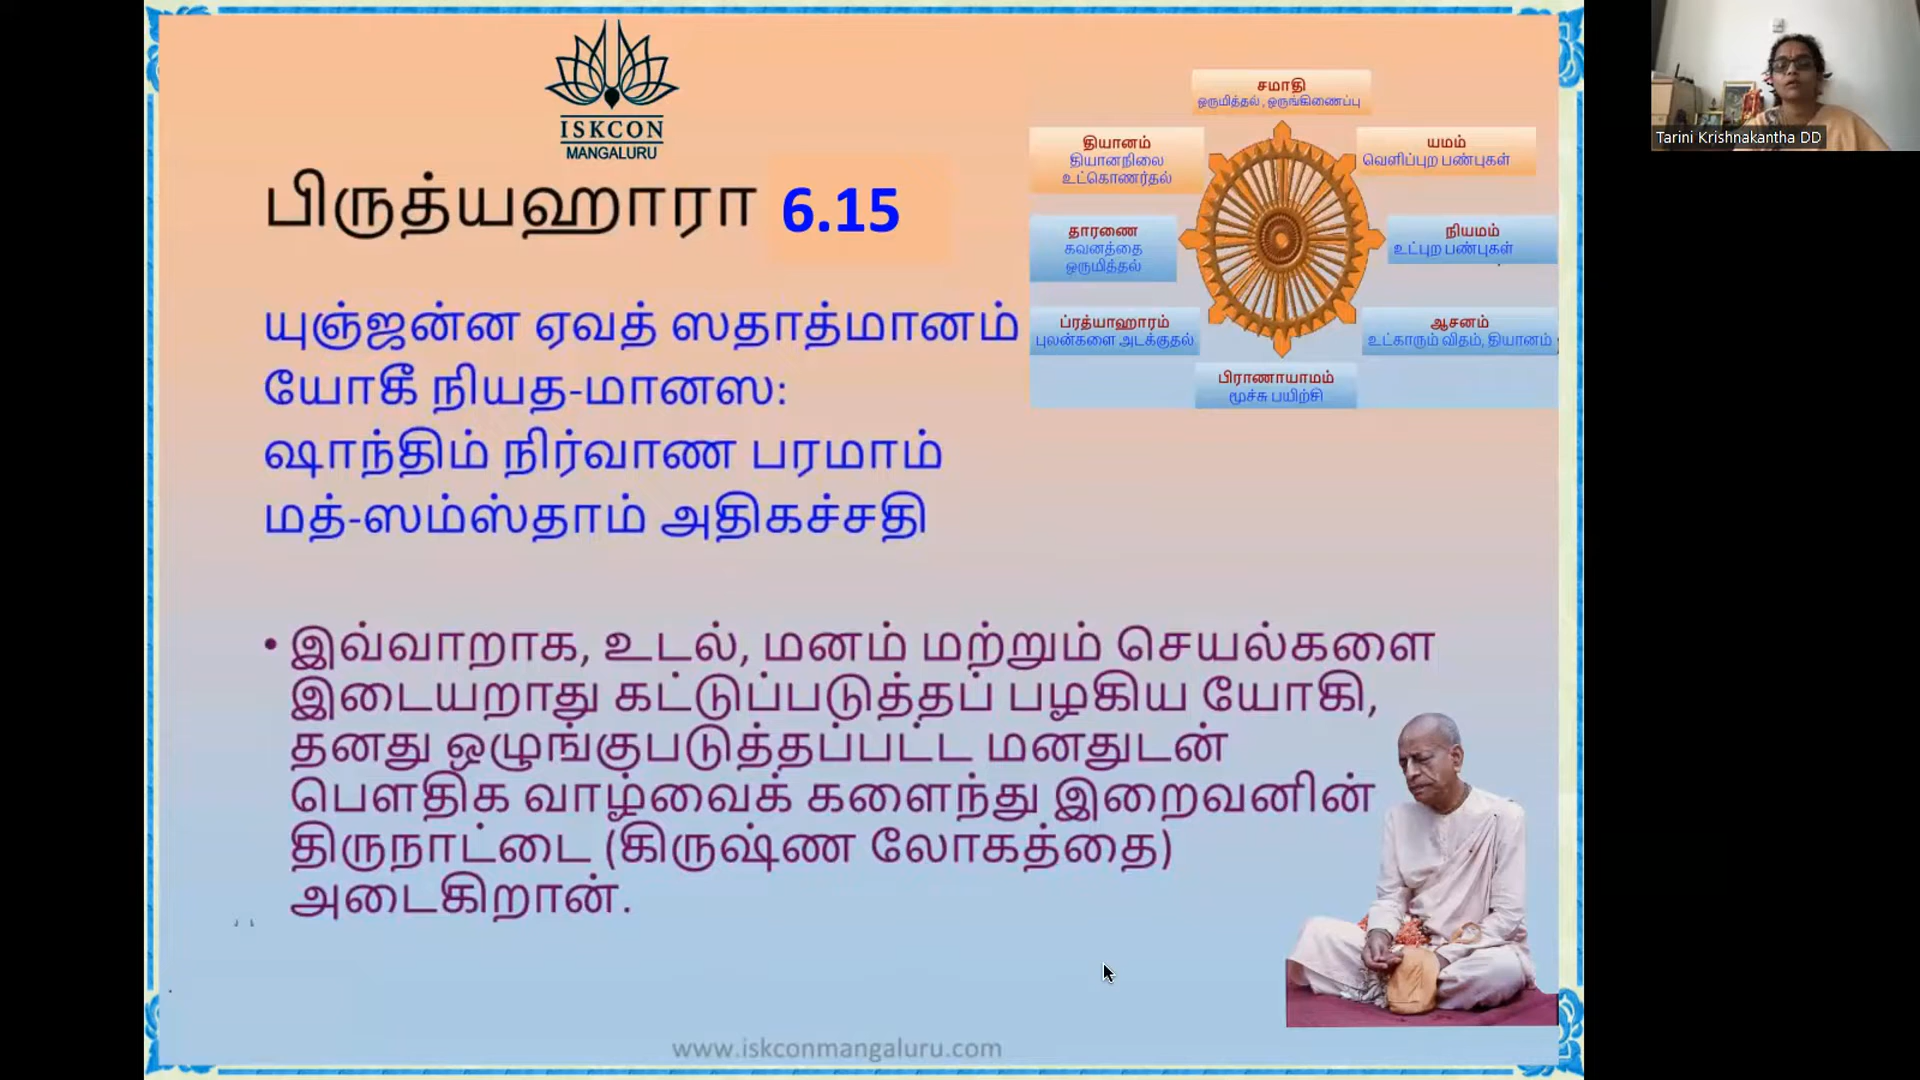 ISKCON
MANGALURU
பிருத்யஹாரா 6.15
யுஞ்ஜன்ன ஏவத் ஸதாத்மானம்
யோகீ நியத-மானஸ:
ஷாந்திம் நிர்வாண பரமாம்
மத்-ஸம்ஸ்தாம் அதிகச்சதி
சமாதி
ஒருமித்தல் , ஒருங்கிணைப்பு
தியானம்
தியானநிலை
உட்கொணர்தல்
யமம்
வெளிப்புற பண்புகள்
தாரணை
கவனத்தை
ஒருமித்தல்
நியமம்
உட்புற பண்புகள்
ப்ரத்யாஹாரம்
புலன்களை அடக்குதல்
ஆசனம்
உட்காரும் விதம், தியானம்
பிராணாயாமம்
மூச்சு பயிற்சி
• இவ்வாறாக, உடல், மனம் மற்றும் செயல்களை
இடையறாது கட்டுப்படுத்தப் பழகிய யோகி,
தனது ஒழுங்குபடுத்தப்பட்ட மனதுடன்
பௌதிக வாழ்வைக் களைந்து இறைவனின்
திருநாட்டை (கிருஷ்ண லோகத்தை)
அடைகிறான்.
www.iskconmangaluru.com
Tarini Krishnakantha DD